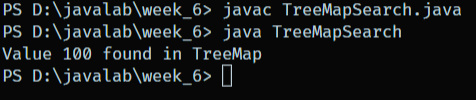 PS D:\javalab\week_6> javac TreeMapSearch.java
PS D:\javalab\week_6> java TreeMapSearch
Value 100 found in TreeMap
PS D:\javalab\week_6>